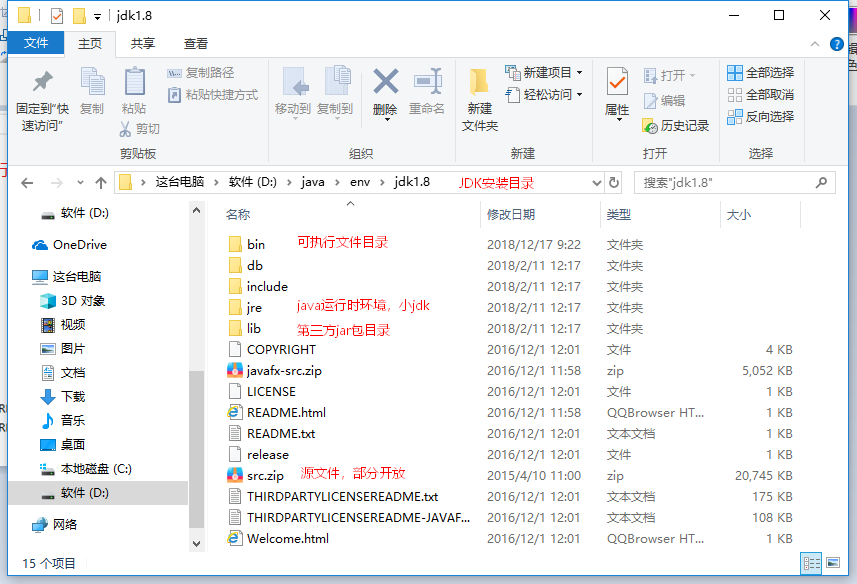 jdk1.8
文件 主页 共享 查看
固定到"快速访问"
复制
粘贴
剪切
复制路径
粘贴快捷方式
剪贴板
移动到 复制到 删除 重命名
组织
新建文件夹
新建项目
轻松访问
新建
属性
打开
编辑
历史记录
打开
全部选择
全部取消
反向选择
选择
这台电脑 软件 (D:) java env jdk1.8 JDK安装目录
搜索"jdk1.8"
软件 (D:)
OneDrive
这台电脑
3D 对象
视频
图片
文档
下载
音乐
桌面
本地磁盘 (C:)
软件 (D:)
网络
名称 修改日期 类型 大小
bin 可执行文件目录 2018/12/17 9:22 文件夹
db 2018/2/11 12:17 文件夹
include 2018/2/11 12:17 文件夹
jre java运行时环境，小jdk 2018/2/11 12:17 文件夹
lib 第三方jar包目录 2018/2/11 12:17 文件夹
COPYRIGHT 2016/12/1 12:01 文件 4 KB
javafx-src.zip 2016/12/1 11:58 zip 5,052 KB
LICENSE 2016/12/1 12:01 文件 1 KB
README.html 2016/12/1 11:58 QQBrowser HT... 1 KB
README.txt 2016/12/1 12:01 文本文档 1 KB
release 2016/12/1 12:01 文件 1 KB
src.zip 源文件，部分开放 2015/4/10 11:00 zip 20,745 KB
THIRDPARTYLICENSEREADME.txt 2016/12/1 12:01 文本文档 175 KB
THIRDPARTYLICENSEREADME-JAVAF... 2016/12/1 12:01 文本文档 108 KB
Welcome.html 2016/12/1 12:01 QQBrowser HT... 1 KB
15 个项目